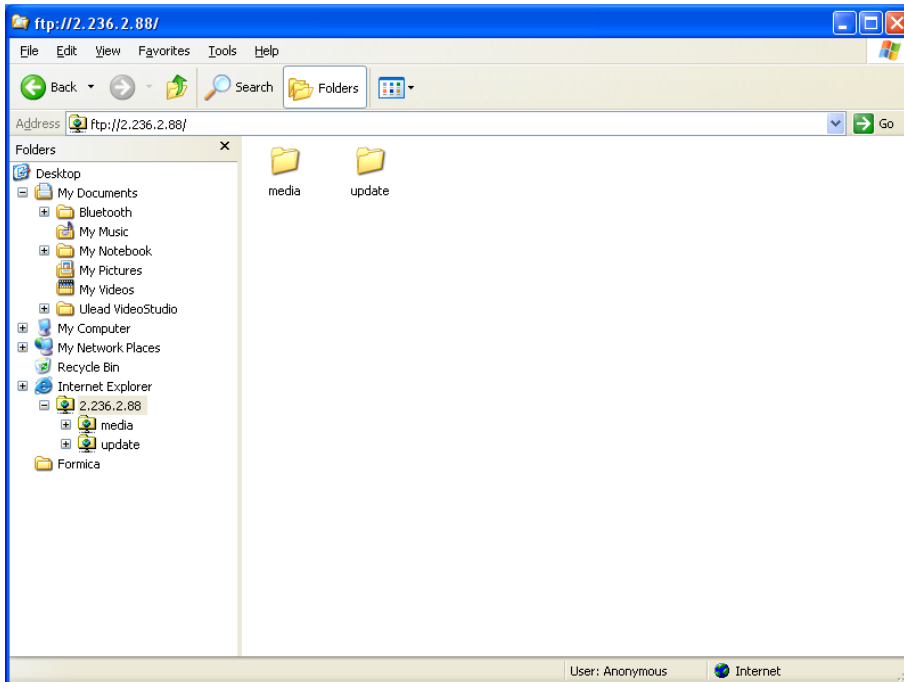 ftp://2.236.2.88/
File Edit View Favorites Tools Help
Back Search Folders
Address ftp://2.236.2.88/ Go
Folders x
Desktop
My Documents
Bluetooth
My Music
My Notebook
My Pictures
My Videos
Ulead VideoStudio
My Computer
My Network Places
Recycle Bin
Internet Explorer
2.236.2.88
media
update
Formica
media update
User: Anonymous Internet